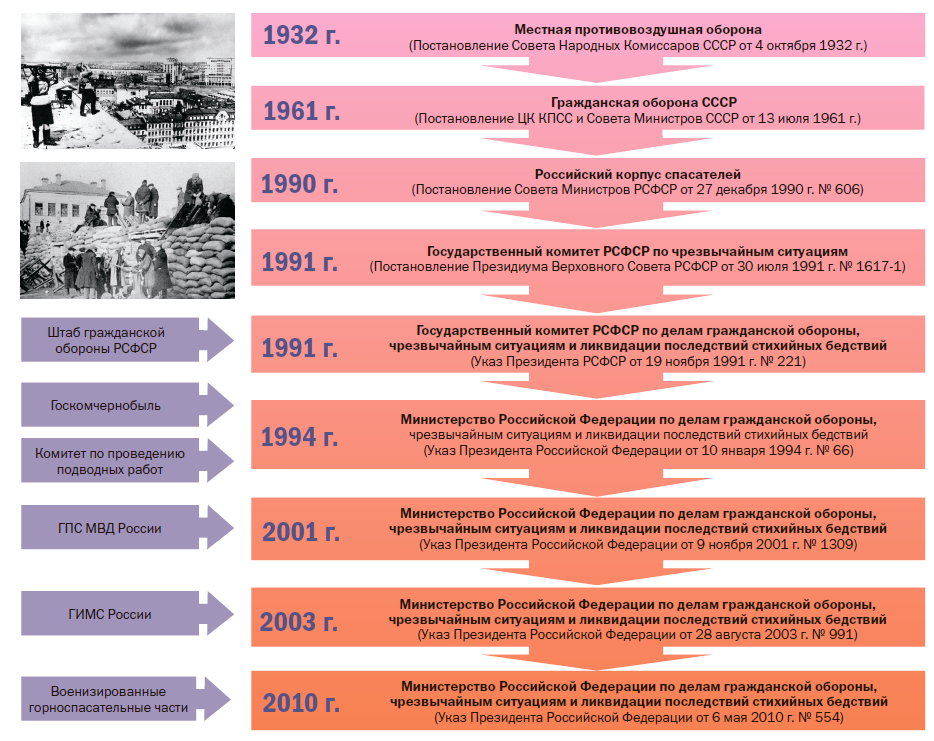 1932 г.
Местная противовоздушная оборона
(Постановление Совета Народных Комиссаров СССР от 4 октября 1932 г.)
1961 г.
Гражданская оборона СССР
(Постановление ЦК КПСС и Совета Министров СССР от 13 июля 1961 г.)
1990 г.
Российский корпус спасателей
(Постановление Совета Министров РСФСР от 27 декабря 1990 г. № 606)
1991 г.
Государственный комитет РСФСР по чрезвычайным ситуациям
(Постановление Президиума Верховного Совета РСФСР от 30 июля 1991 г. № 1617-1)
Штаб гражданской
обороны РСФСР
1991 г.
Государственный комитет РСФСР по делам гражданской обороны,
чрезвычайным ситуациям и ликвидации последствий стихийных бедствий
(Указ Президента РСФСР от 19 ноября 1991 г. № 221)
Госкомчернобыль
Комитет по проведению
подводных работ
1994 г.
Министерство Российской Федерации по делам гражданской обороны,
чрезвычайным ситуациям и ликвидации последствий стихийных бедствий
(Указ Президента Российской Федерации от 10 января 1994 г. № 66)
ГПС МВД России
2001 г.
Министерство Российской Федерации по делам гражданской обороны,
чрезвычайным ситуациям и ликвидации последствий стихийных бедствий
(Указ Президента Российской Федерации от 9 ноября 2001 г. № 1309)
ГИМС России
2003 г.
Министерство Российской Федерации по делам гражданской обороны,
чрезвычайным ситуациям и ликвидации последствий стихийных бедствий
(Указ Президента Российской Федерации от 28 августа 2003 г. № 991)
Военизированные
горноспасательные части
2010 г.
Министерство Российской Федерации по делам гражданской обороны,
чрезвычайным ситуациям и ликвидации последствий стихийных бедствий
(Указ Президента Российской Федерации от 6 мая 2010 г. № 554)